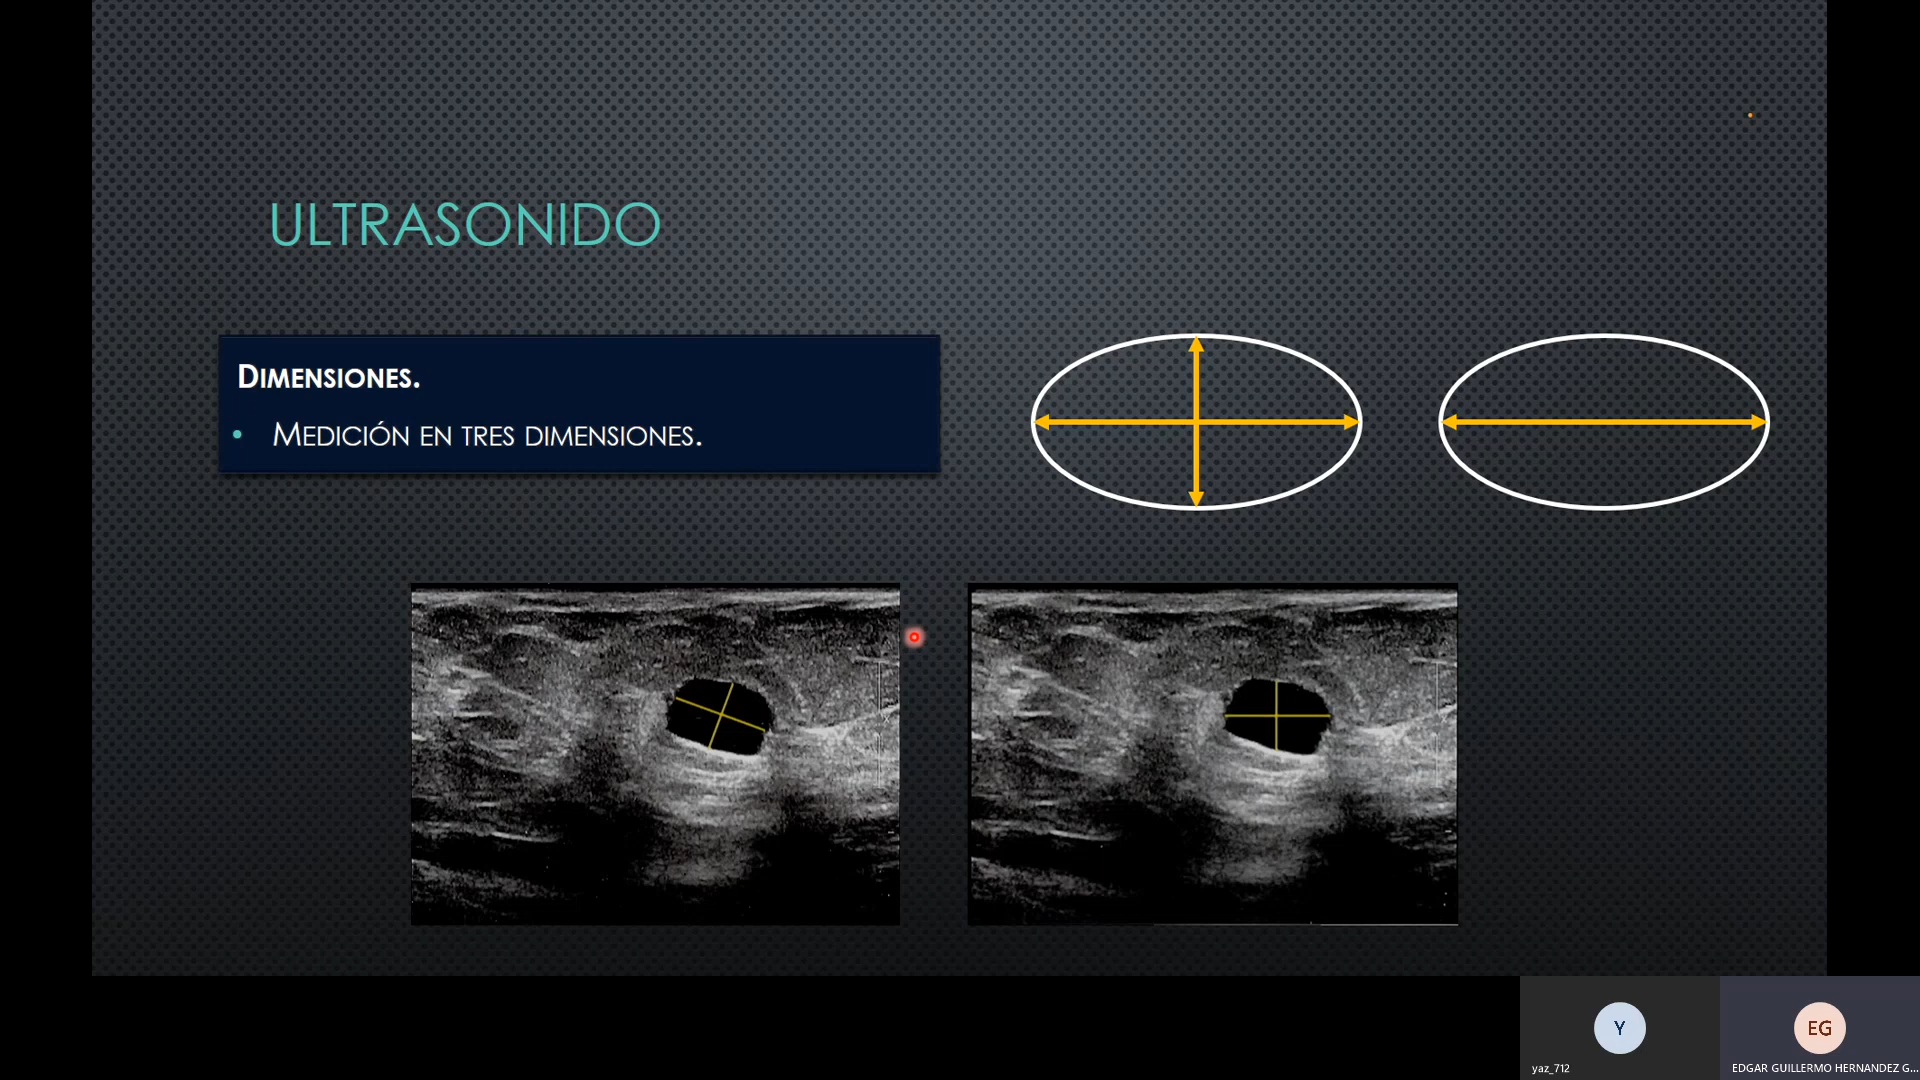 ULTRASONIDO
DIMENSIONES.
• MEDICIÓN EN TRES DIMENSIONES.
Y
EG
yaz_712
EDGAR GUILLERMO HERNANDEZ G...